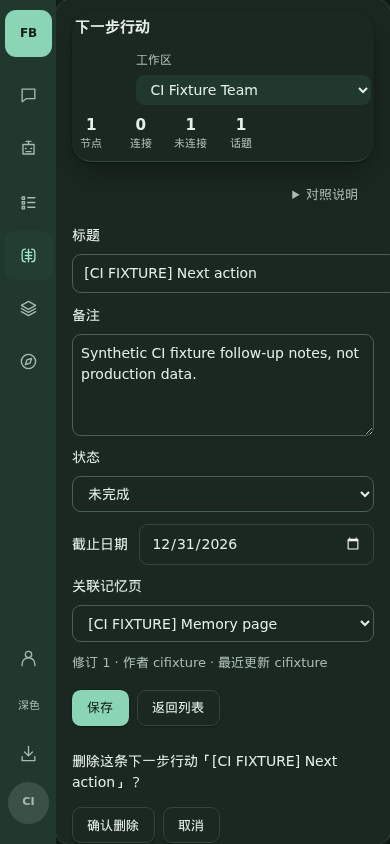 FB
下一步行动
工作区
CI Fixture Team
1 0 1 1
节点 连接 未连接 话题
▶ 对照说明
标题
[CI FIXTURE] Next action
备注
Synthetic CI fixture follow-up notes, not
production data.
状态
未完成
截止日期 12/31/2026
关联记忆页
[CI FIXTURE] Memory page
修订 1 · 作者 cifixture · 最近更新 cifixture
保存 返回列表
深色
删除这条下一步行动「[CI FIXTURE] Next
action」？
CI
确认删除 取消